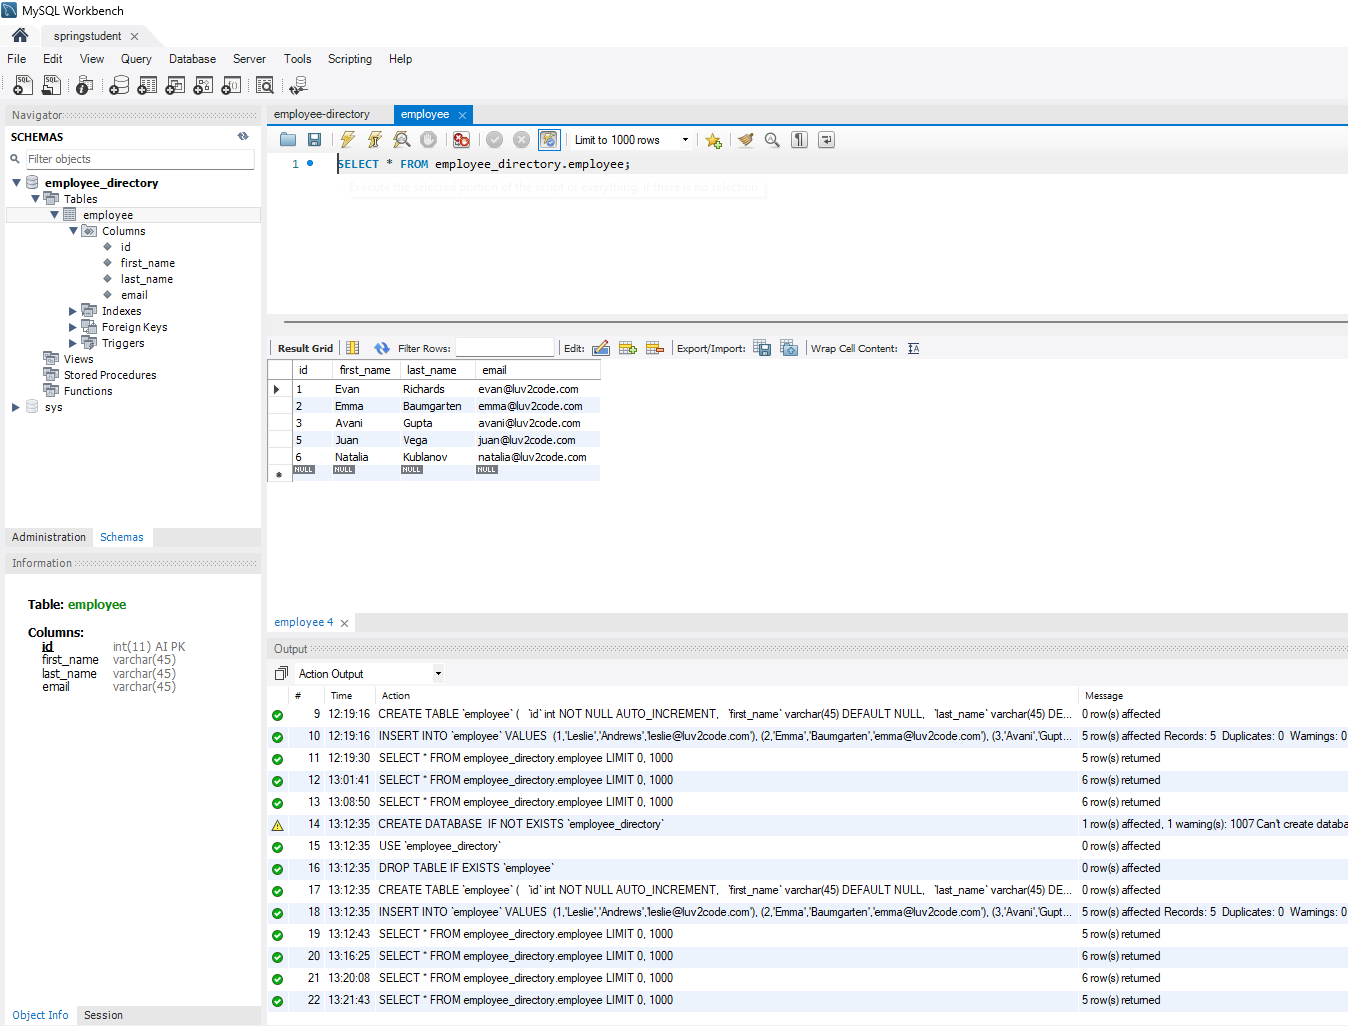 MySQL Workbench
springstudent
File Edit View Query Database Server Tools Scripting Help
Navigator
SCHEMAS
Filter objects
employee_directory
Tables
employee
Columns
id
first_name
last_name
email
Indexes
Foreign Keys
Triggers
Views
Stored Procedures
Functions
sys
Administration Schemas
Information
Table: employee
Columns:
id int(11) AI PK
first_name varchar(45)
last_name varchar(45)
email varchar(45)
Object Info Session
employee-directory employee
Limit to 1000 rows
1 SELECT * FROM employee_directory.employee;
Execute the selected portion of the script or everything, if there is no selection
Result Grid Filter Rows: Edit: Export/Import: Wrap Cell Content:
id first_name last_name email
1 Evan Richards evan@luv2code.com
2 Emma Baumgarten emma@luv2code.com
3 Avani Gupta avani@luv2code.com
5 Juan Vega juan@luv2code.com
6 Natalia Kublanov natalia@luv2code.com
NULL NULL NULL NULL
employee 4
Output
Action Output
# Time Action Message
9 12:19:16 CREATE TABLE `employee` ( `id` int NOT NULL AUTO_INCREMENT, `first_name` varchar(45) DEFAULT NULL, `last_name` varchar(45) DE... 0 row(s) affected
10 12:19:16 INSERT INTO `employee` VALUES (1,'Leslie','Andrews','leslie@luv2code.com'), (2,'Emma','Baumgarten','emma@luv2code.com'), (3,'Avani','Gupt... 5 row(s) affected Records: 5 Duplicates: 0 Warnings: 0
11 12:19:30 SELECT * FROM employee_directory.employee LIMIT 0, 1000 5 row(s) returned
12 13:01:41 SELECT * FROM employee_directory.employee LIMIT 0, 1000 6 row(s) returned
13 13:08:50 SELECT * FROM employee_directory.employee LIMIT 0, 1000 6 row(s) returned
14 13:12:35 CREATE DATABASE IF NOT EXISTS `employee_directory` 1 row(s) affected, 1 warning(s): 1007 Can't create databa
15 13:12:35 USE `employee_directory` 0 row(s) affected
16 13:12:35 DROP TABLE IF EXISTS `employee` 0 row(s) affected
17 13:12:35 CREATE TABLE `employee` ( `id` int NOT NULL AUTO_INCREMENT, `first_name` varchar(45) DEFAULT NULL, `last_name` varchar(45) DE... 0 row(s) affected
18 13:12:35 INSERT INTO `employee` VALUES (1,'Leslie','Andrews','leslie@luv2code.com'), (2,'Emma','Baumgarten','emma@luv2code.com'), (3,'Avani','Gupt... 5 row(s) affected Records: 5 Duplicates: 0 Warnings: 0
19 13:12:43 SELECT * FROM employee_directory.employee LIMIT 0, 1000 5 row(s) returned
20 13:16:25 SELECT * FROM employee_directory.employee LIMIT 0, 1000 6 row(s) returned
21 13:20:08 SELECT * FROM employee_directory.employee LIMIT 0, 1000 6 row(s) returned
22 13:21:43 SELECT * FROM employee_directory.employee LIMIT 0, 1000 5 row(s) returned